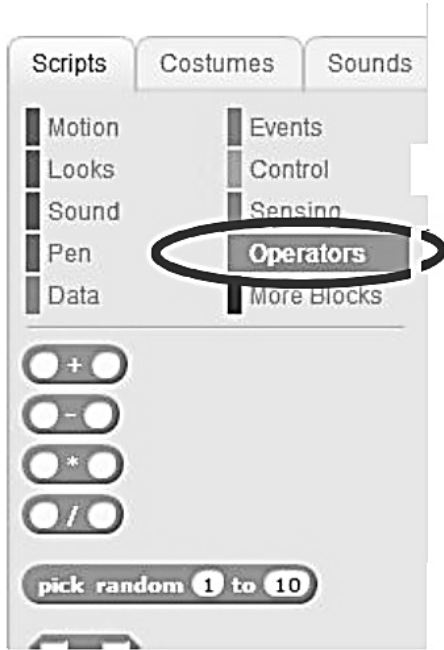 Scripts Costumes Sounds
Motion Events
Looks Control
Sound Sensing
Pen Operators
Data More Blocks
+
-
*
/
pick random 1 to 10